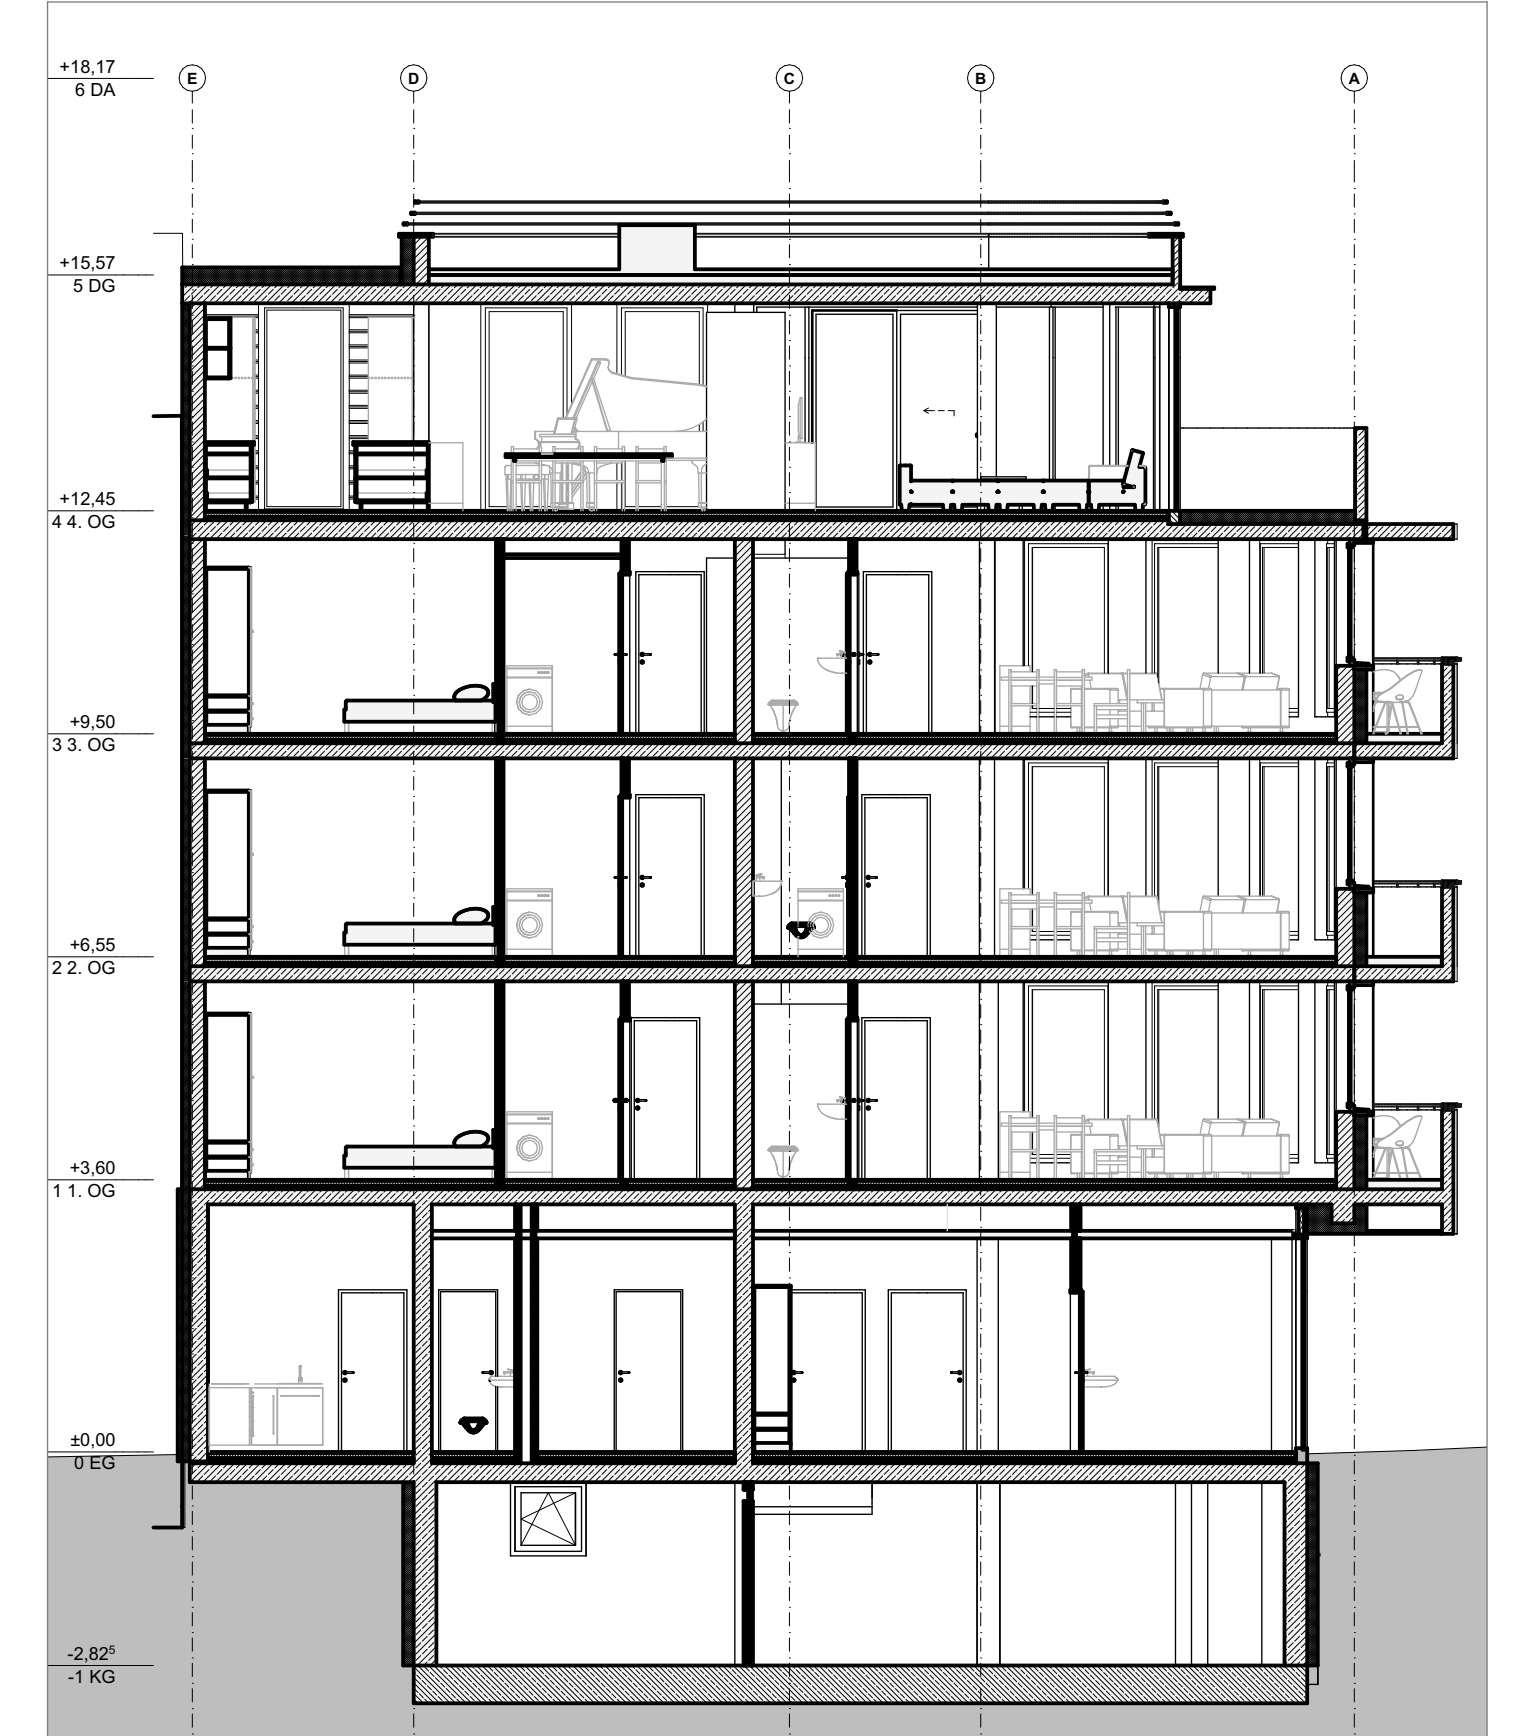 +18,17
6 DA
E
D
C
B
A
+15,57
5 DG
+12,45
4 4. OG
+9,50
3 3. OG
+6,55
2 2. OG
+3,60
1 1. OG
±0,00
0 EG
-2,82⁵
-1 KG